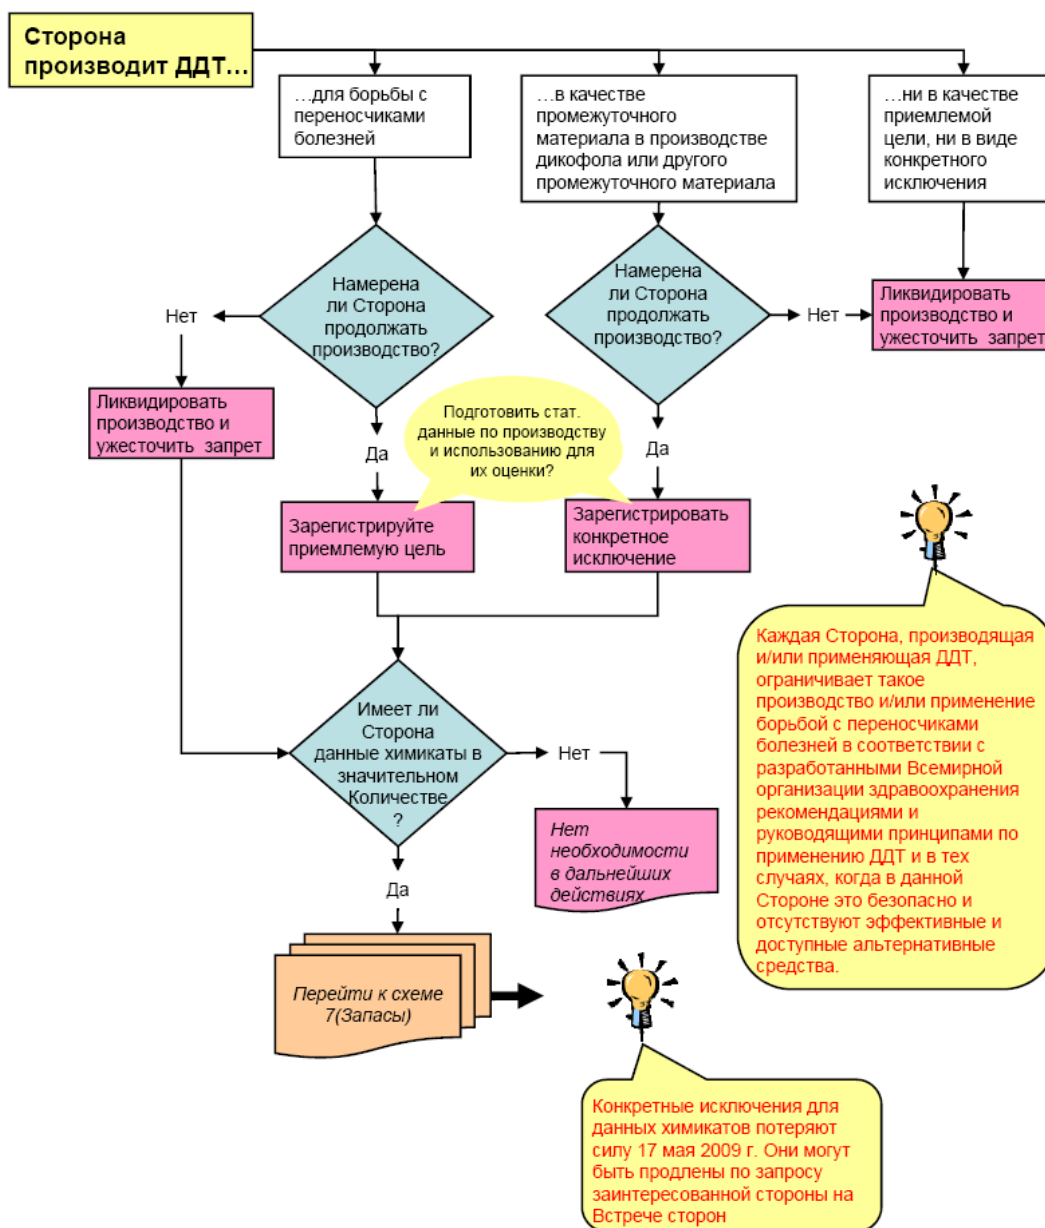 Сторона
производит ДДТ…
…для борьбы с
переносчиками
болезней
…в качестве
промежуточного
материала в производстве
дикофола или другого
промежуточного материала
…ни в качестве
приемлемой
цели, ни в виде
конкретного
исключения
Намерена
ли Сторона
продолжать
производство?
Нет
Намерена
ли Сторона
продолжать
производство?
Нет
Ликвидировать
производство и
ужесточить запрет
Ликвидировать
производство и
ужесточить запрет
Да
Подготовить стат.
данные по производству
и использованию для
их оценки?
Да
Зарегистрируйте
приемлемую цель
Зарегистрировать
конкретное
исключение
Имеет ли
Сторона
данные химикаты в
значительном
Количестве
?
Нет
Нет
необходимости
в дальнейших
действиях
Да
Перейти к схеме
7(Запасы)
Каждая Сторона, производящая
и/или применяющая ДДТ,
ограничивает такое
производство и/или применение
борьбой с переносчиками
болезней в соответствии с
разработанными Всемирной
организации здравоохранения
рекомендациями и
руководящими принципами по
применению ДДТ и в тех
случаях, когда в данной
Стороне это безопасно и
отсутствуют эффективные и
доступные альтернативные
средства.
Конкретные исключения для
данных химикатов потеряют
силу 17 мая 2009 г. Они могут
быть продлены по запросу
заинтересованной стороны на
Встрече сторон